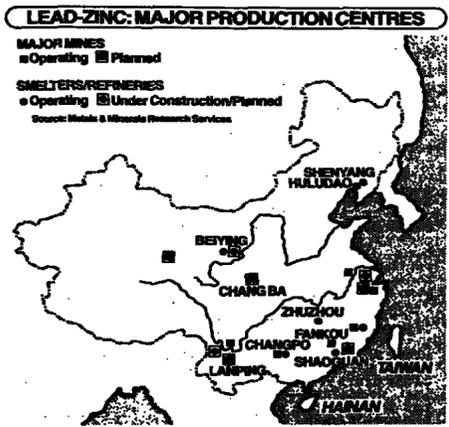 LEAD-ZINC: MAJOR PRODUCTION CENTRES
MAJOR MINES
Operating Planned
SMELTERS/REFINERIES
Operating Under Construction/Planned
Source: Metals & Minerals Research Services
SHENYANG
HULUDAO
BEIYING
CHANG BA
ZHUZHOU
FANKOU
CHANGPO
SHAOGUAN
LANPING
TAIWAN
HAINAN